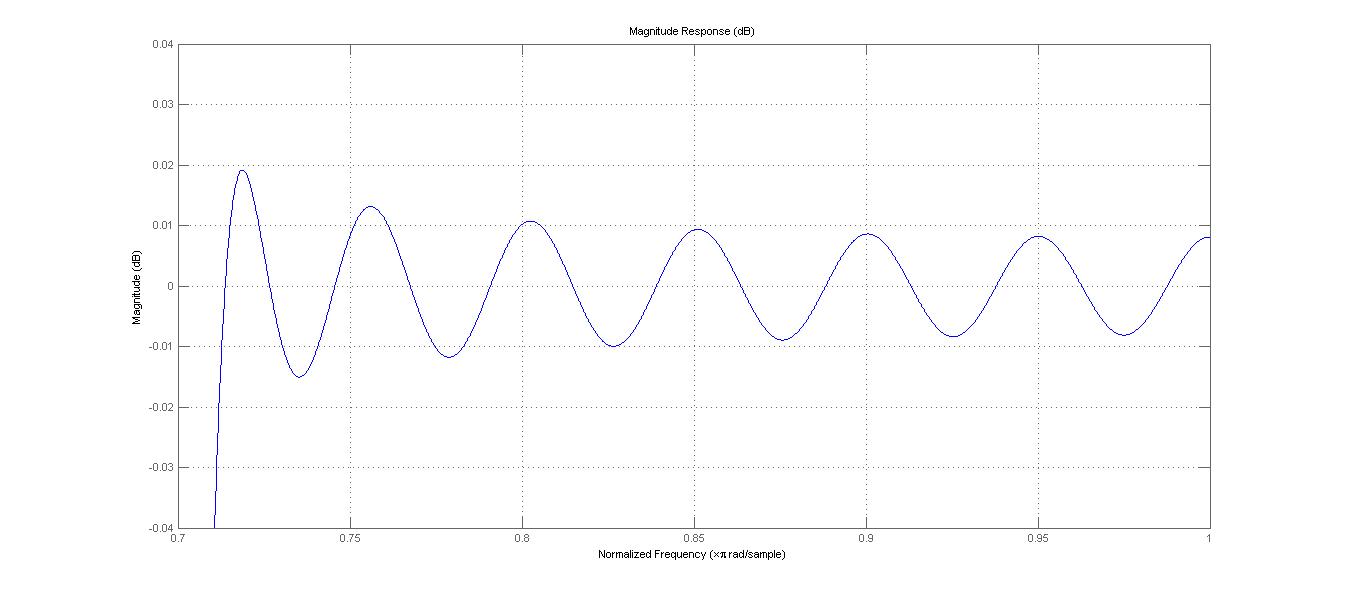 Magnitude Response (dB)
0.04
0.03
0.02
0.01
0
-0.01
-0.02
-0.03
-0.04
Magnitude (dB)
0.7 0.75 0.8 0.85 0.9 0.95 1
Normalized Frequency (×π rad/sample)